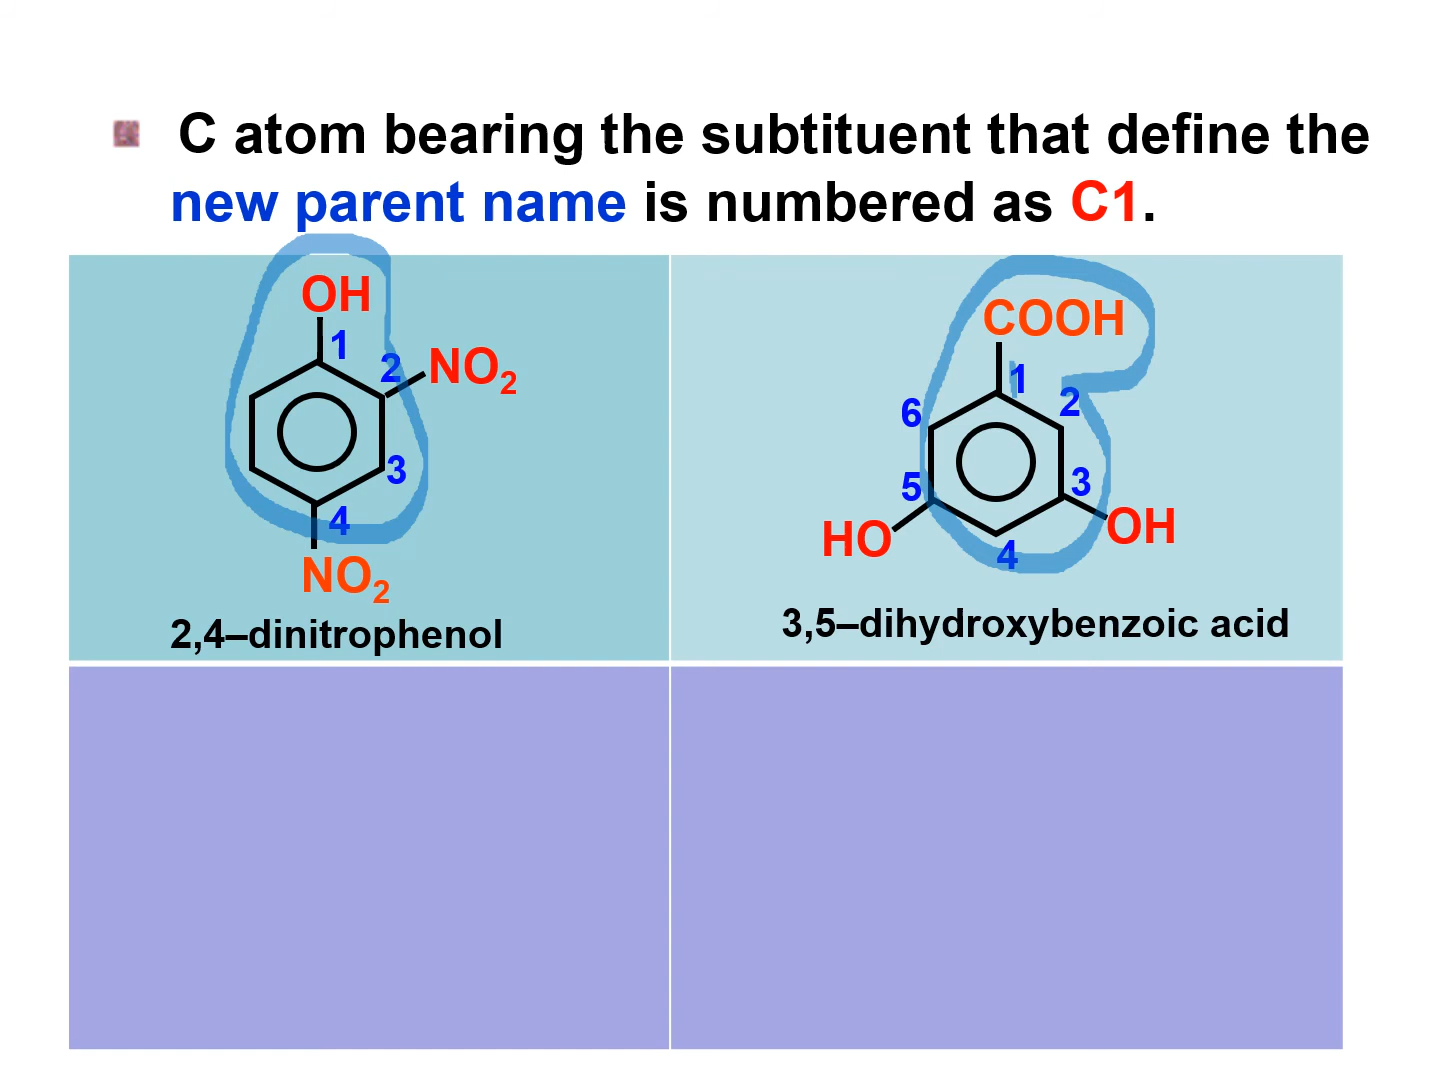 C atom bearing the subtituent that define the
new parent name is numbered as C1.
OH
1
2
NO2
3
4
NO2
2,4–dinitrophenol
COOH
1
2
6
5
3
HO
OH
4
3,5–dihydroxybenzoic acid